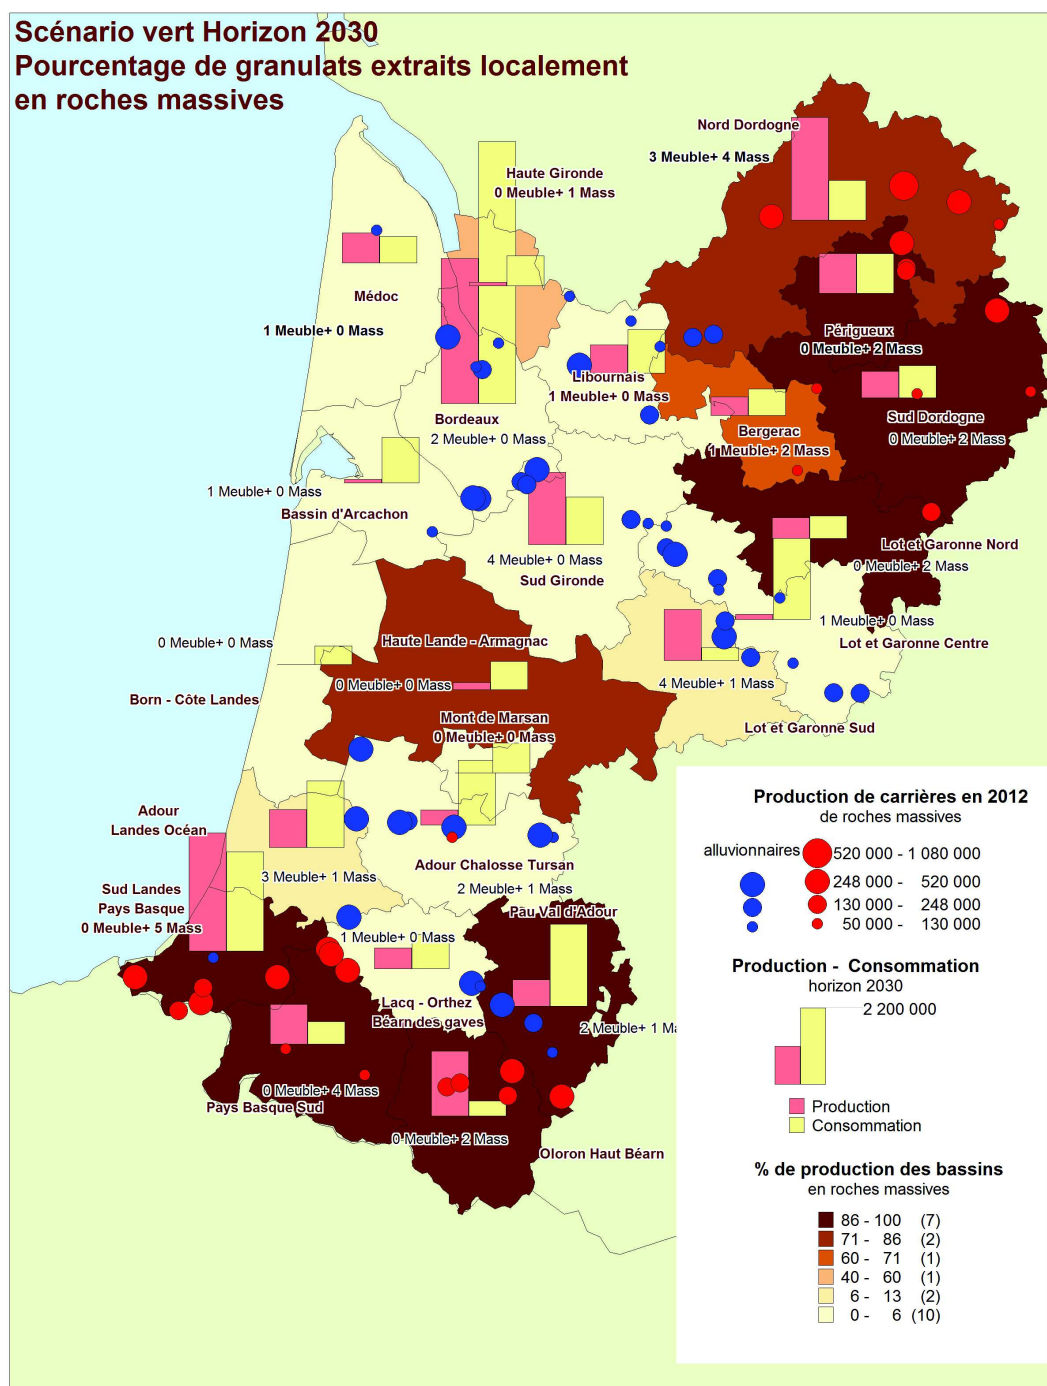 Scénario vert Horizon 2030
Pourcentage de granulats extraits localement
en roches massives
Nord Dordogne
3 Meuble+ 4 Mass
Haute Gironde
0 Meuble+ 1 Mass
Médoc
1 Meuble+ 0 Mass
Périgueux
0 Meuble+ 2 Mass
Libournais
1 Meuble+ 0 Mass
Bordeaux
2 Meuble+ 0 Mass
Bergerac
1 Meuble+ 2 Mass
Sud Dordogne
0 Meuble+ 2 Mass
1 Meuble+ 0 Mass
Bassin d'Arcachon
4 Meuble+ 0 Mass
Sud Gironde
Lot et Garonne Nord
0 Meuble+ 2 Mass
1 Meuble+ 0 Mass
Lot et Garonne Centre
0 Meuble+ 0 Mass
Born - Côte Landes
Haute Lande - Armagnac
0 Meuble+ 0 Mass
4 Meuble+ 1 Mass
Lot et Garonne Sud
Mont de Marsan
0 Meuble+ 0 Mass
Adour
Landes Océan
3 Meuble+ 1 Mass
Adour Chalosse Tursan
2 Meuble+ 1 Mass
Sud Landes
Pays Basque
0 Meuble+ 5 Mass
Pau Val d'Adour
1 Meuble+ 0 Mass
Lacq - Orthez
Béarn des gaves
2 Meuble+ 1 Ma
0 Meuble+ 4 Mass
Pays Basque Sud
0 Meuble+ 2 Mass
Oloron Haut Béarn
Production de carrières en 2012
de roches massives
alluvionnaires
520 000 - 1 080 000
248 000 - 520 000
130 000 - 248 000
50 000 - 130 000
Production - Consommation
horizon 2030
2 200 000
Production
Consommation
% de production des bassins
en roches massives
86 - 100 (7)
71 - 86 (2)
60 - 71 (1)
40 - 60 (1)
6 - 13 (2)
0 - 6 (10)